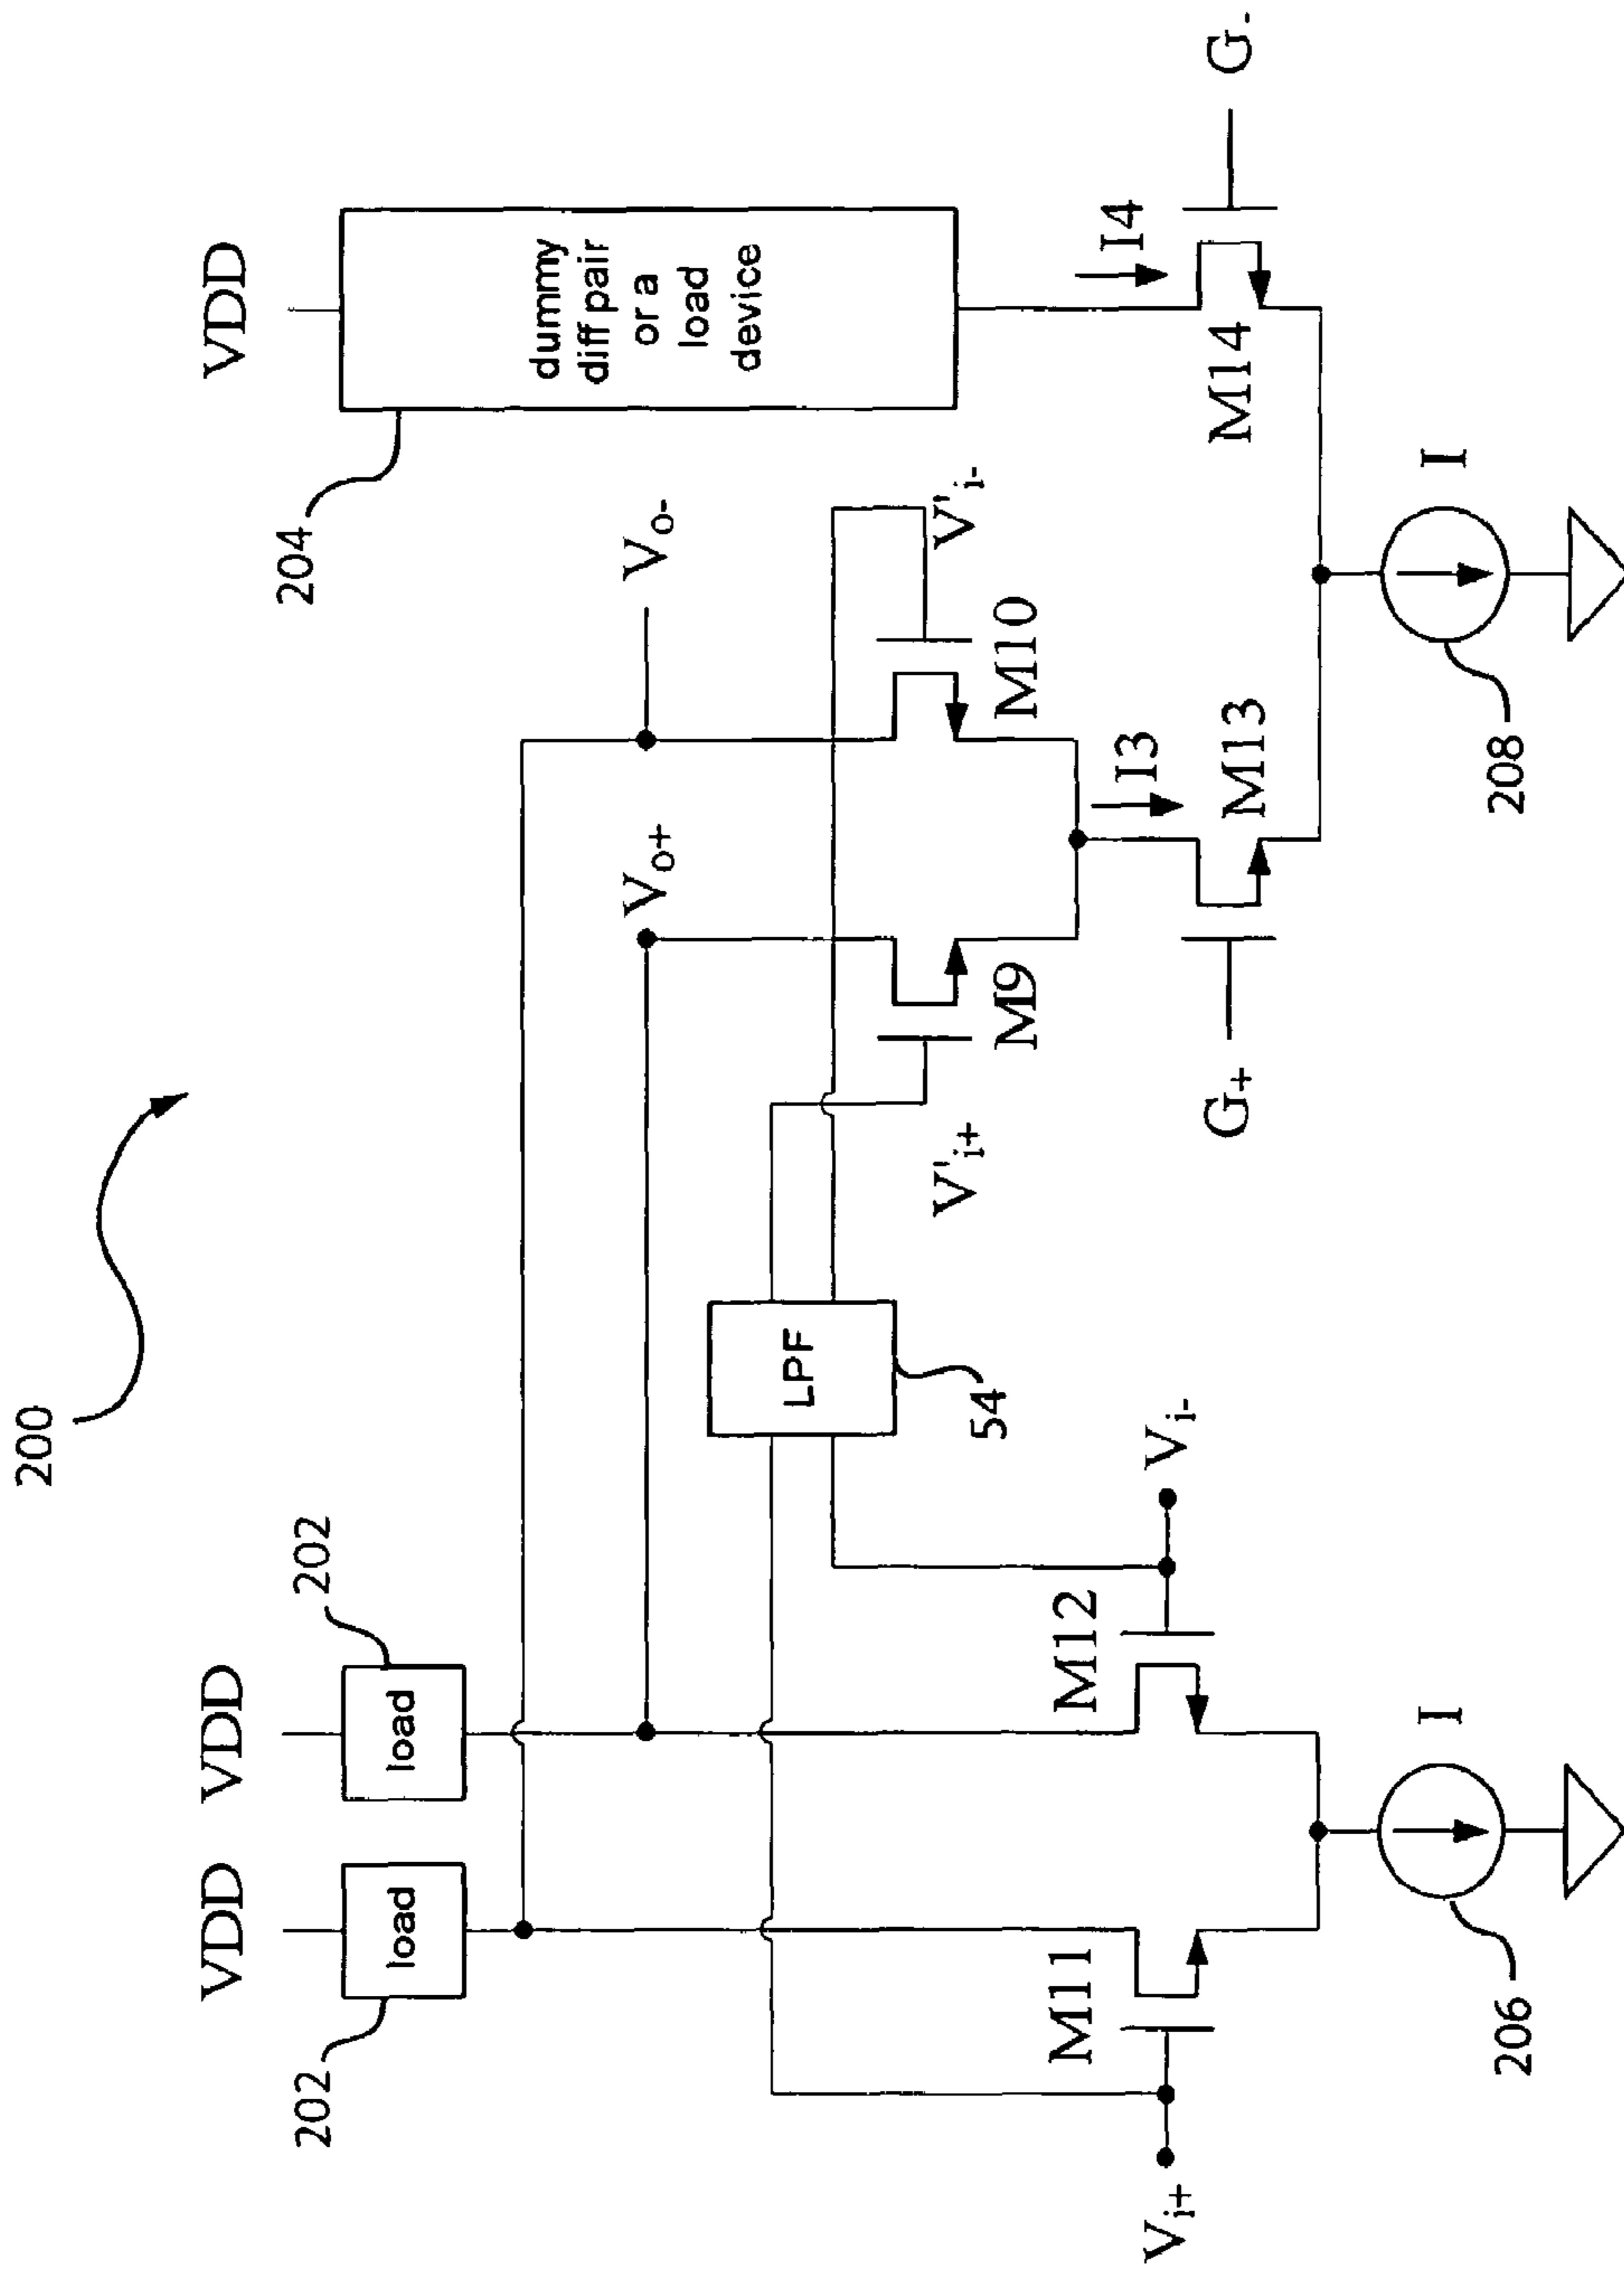 200
VDD
VDD
VDD
202
202
load
load
204
dummy
diff pair
or a
load
device
Vo+
Vo-
LPF
54
V'i+
V'i-
M9
M10
M11
M12
Vi+
Vi-
I3
I4
G+
G-
M13
M14
I
I
206
208